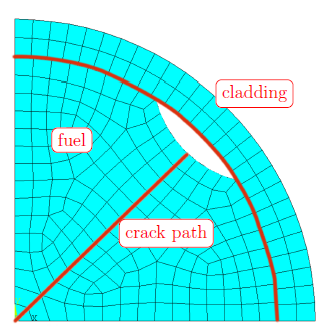 cladding
fuel
crack path
X